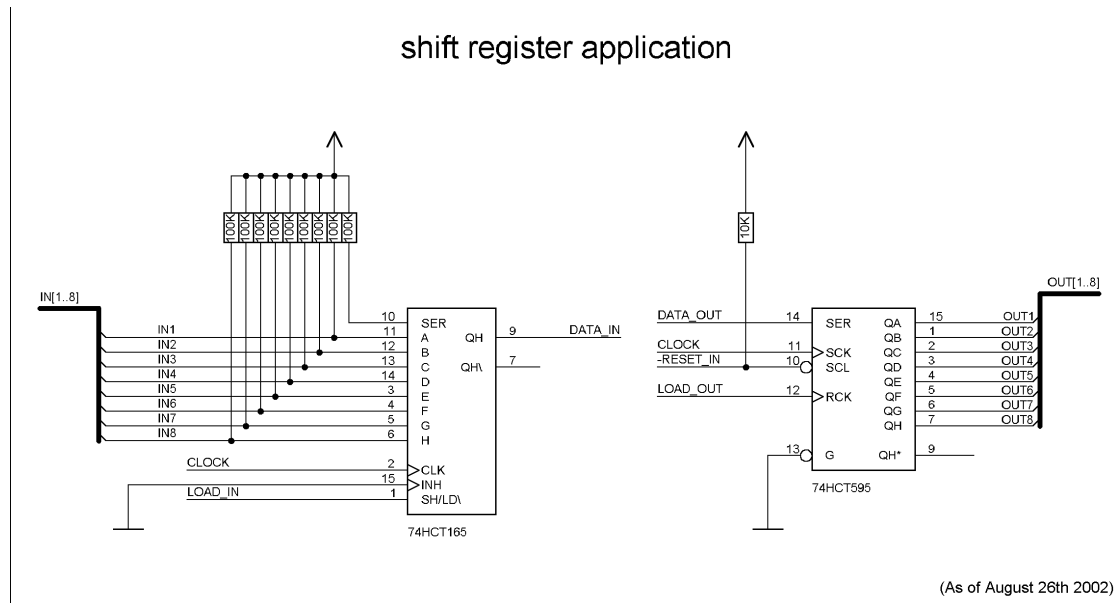 shift register application
100K 100K 100K 100K 100K 100K 100K 100K 100K
10K
IN[1..8]
OUT[1..8]
IN1 11 A
IN2 12 B
IN3 13 C
IN4 14 D
IN5 3 E
IN6 4 F
IN7 5 G
IN8 6 H
10 SER
QH 9 DATA_IN
QH\ 7
CLOCK 2 CLK
15 INH
LOAD_IN 1 SH/LD\
74HCT165
DATA_OUT 14 SER
CLOCK 11 SCK
-RESET_IN 10 SCL
LOAD_OUT 12 RCK
13 G
QA 15 OUT1
QB 1 OUT2
QC 2 OUT3
QD 3 OUT4
QE 4 OUT5
QF 5 OUT6
QG 6 OUT7
QH 7 OUT8
QH* 9
74HCT595
(As of August 26th 2002)